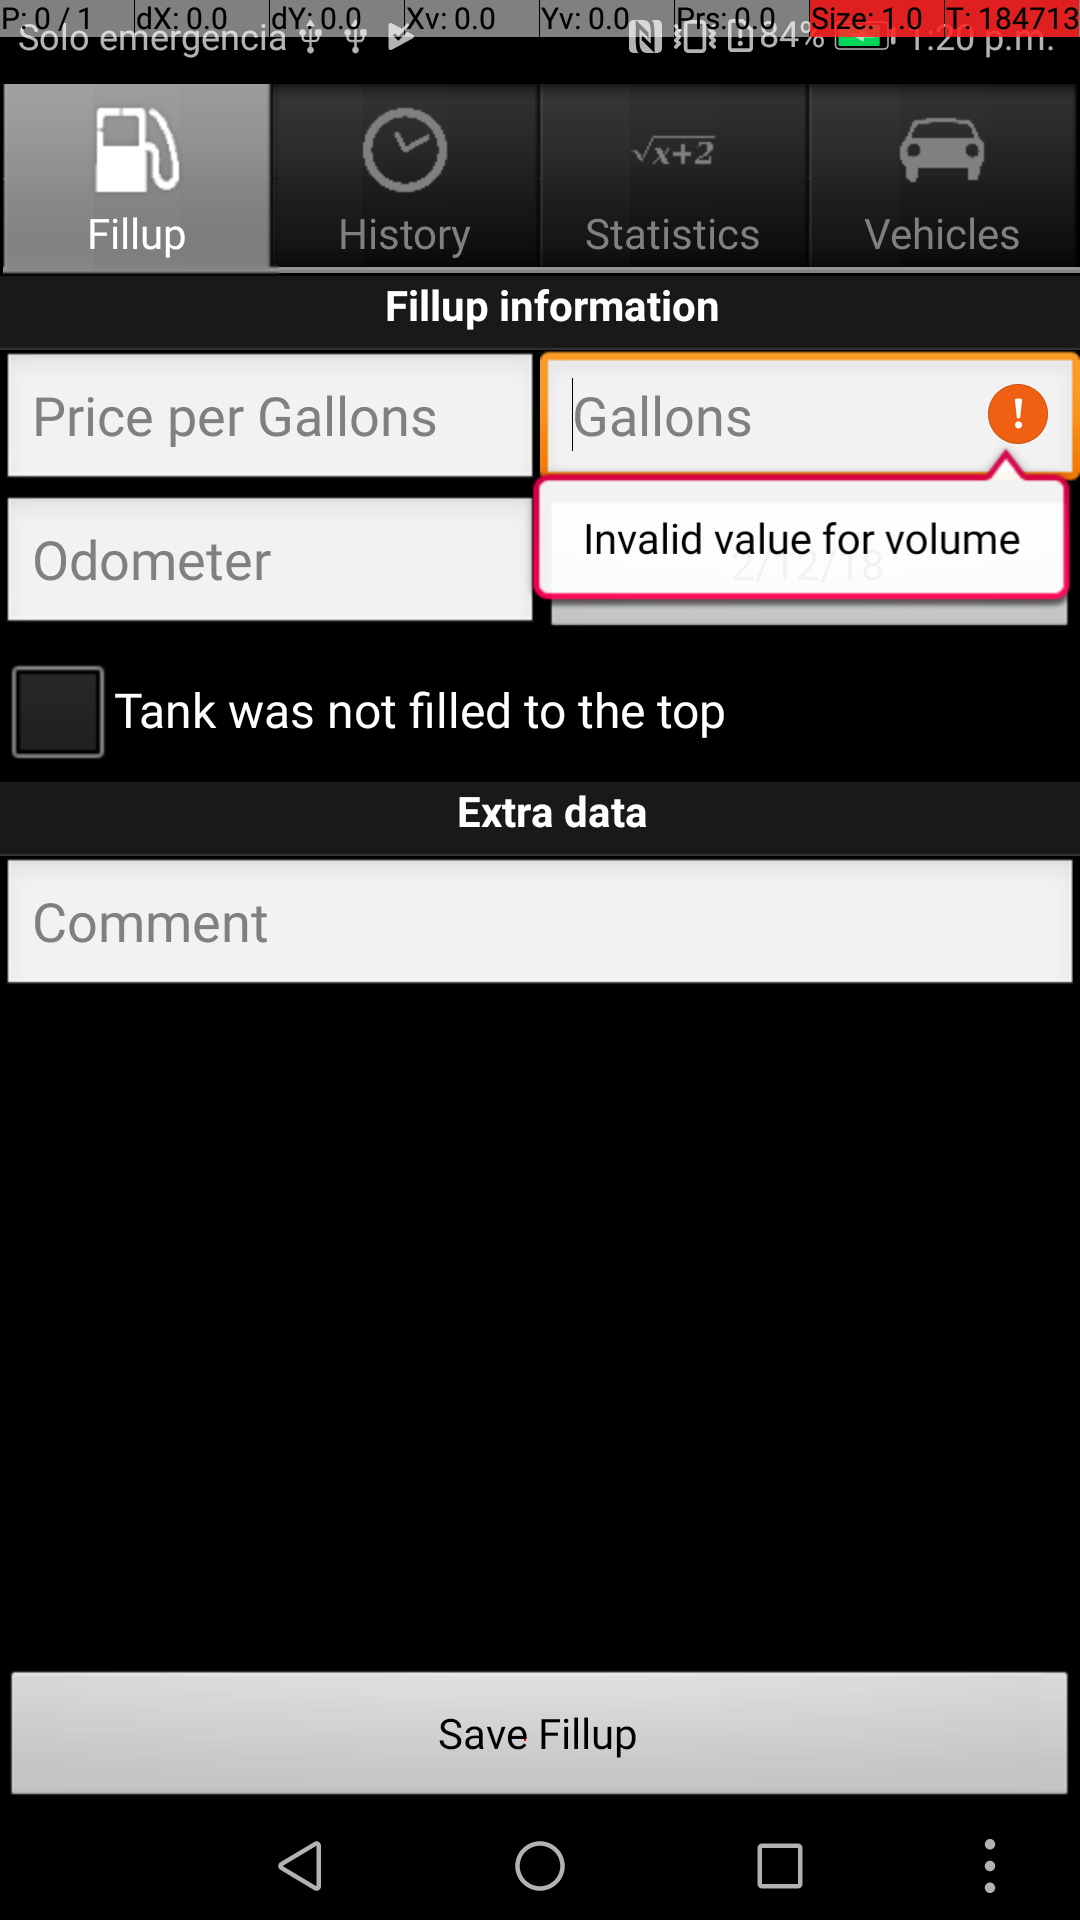 P: 0 / 1 dX: 0.0 dY: 0.0 Xv: 0.0 Yv: 0.0 Prs: 0.0 Size: 1.0 T: 184713
Solo emergencia 84% 1:20 p.m.
√x+2
Fillup History Statistics Vehicles
Fillup information
Price per Gallons Gallons
Invalid value for volume
Odometer 2/12/18
Tank was not filled to the top
Extra data
Comment
Save Fillup